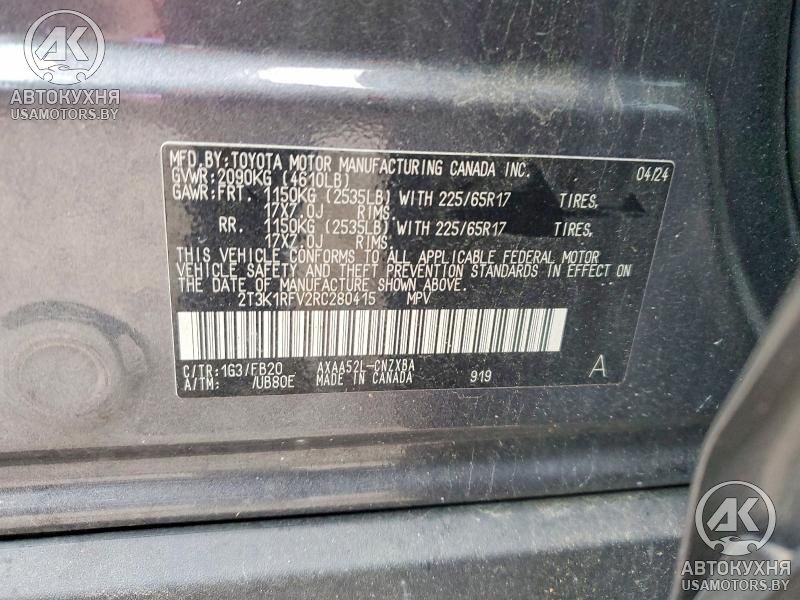 АК
АВТОКУХНЯ
USAMOTORS.BY
MFD.BY:TOYOTA MOTOR MANUFACTURING CANADA INC. 04/24
GVWR:2090KG (4610LB)
GAWR:FRT. 1150KG (2535LB) WITH 225/65R17 TIRES,
17X7.0J RIMS.
RR. 1150KG (2535LB) WITH 225/65R17 TIRES,
17X7.0J RIMS.
THIS VEHICLE CONFORMS TO ALL APPLICABLE FEDERAL MOTOR
VEHICLE SAFETY AND THEFT PREVENTION STANDARDS IN EFFECT ON
THE DATE OF MANUFACTURE SHOWN ABOVE.
2T3K1RFV2RC280415 MPV
C/TR:1G3/FB20 AXAA52L-CNZXBA
A/TM: /UB80E MADE IN CANADA 919 A
АК
АВТОКУХНЯ
USAMOTORS.BY